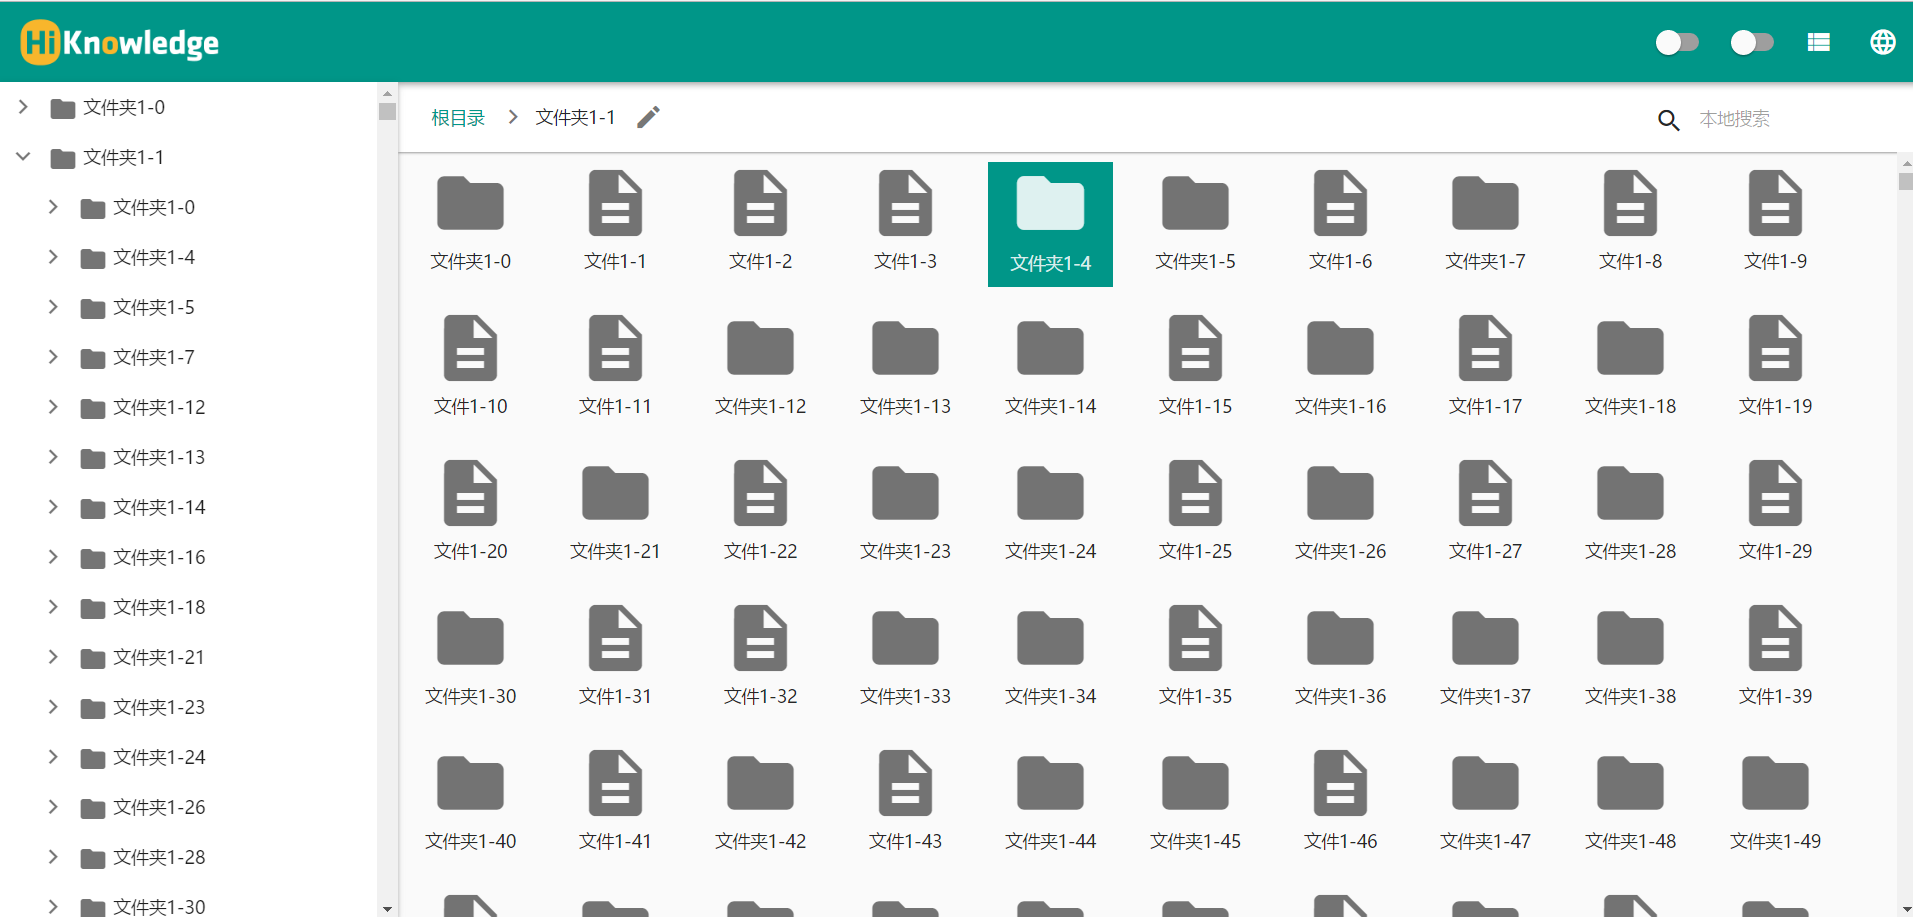 HiKnowledge
文件夹1-0
文件夹1-1
文件夹1-0
文件夹1-4
文件夹1-5
文件夹1-7
文件夹1-12
文件夹1-13
文件夹1-14
文件夹1-16
文件夹1-18
文件夹1-21
文件夹1-23
文件夹1-24
文件夹1-26
文件夹1-28
文件夹1-30
根目录 文件夹1-1 本地搜索
文件夹1-0 文件1-1 文件1-2 文件1-3 文件夹1-4 文件夹1-5 文件1-6 文件夹1-7 文件1-8 文件1-9
文件1-10 文件1-11 文件夹1-12 文件夹1-13 文件夹1-14 文件1-15 文件夹1-16 文件1-17 文件夹1-18 文件1-19
文件1-20 文件夹1-21 文件1-22 文件夹1-23 文件夹1-24 文件1-25 文件夹1-26 文件1-27 文件夹1-28 文件1-29
文件夹1-30 文件1-31 文件1-32 文件夹1-33 文件夹1-34 文件1-35 文件夹1-36 文件夹1-37 文件夹1-38 文件1-39
文件夹1-40 文件1-41 文件夹1-42 文件1-43 文件夹1-44 文件夹1-45 文件1-46 文件夹1-47 文件夹1-48 文件夹1-49